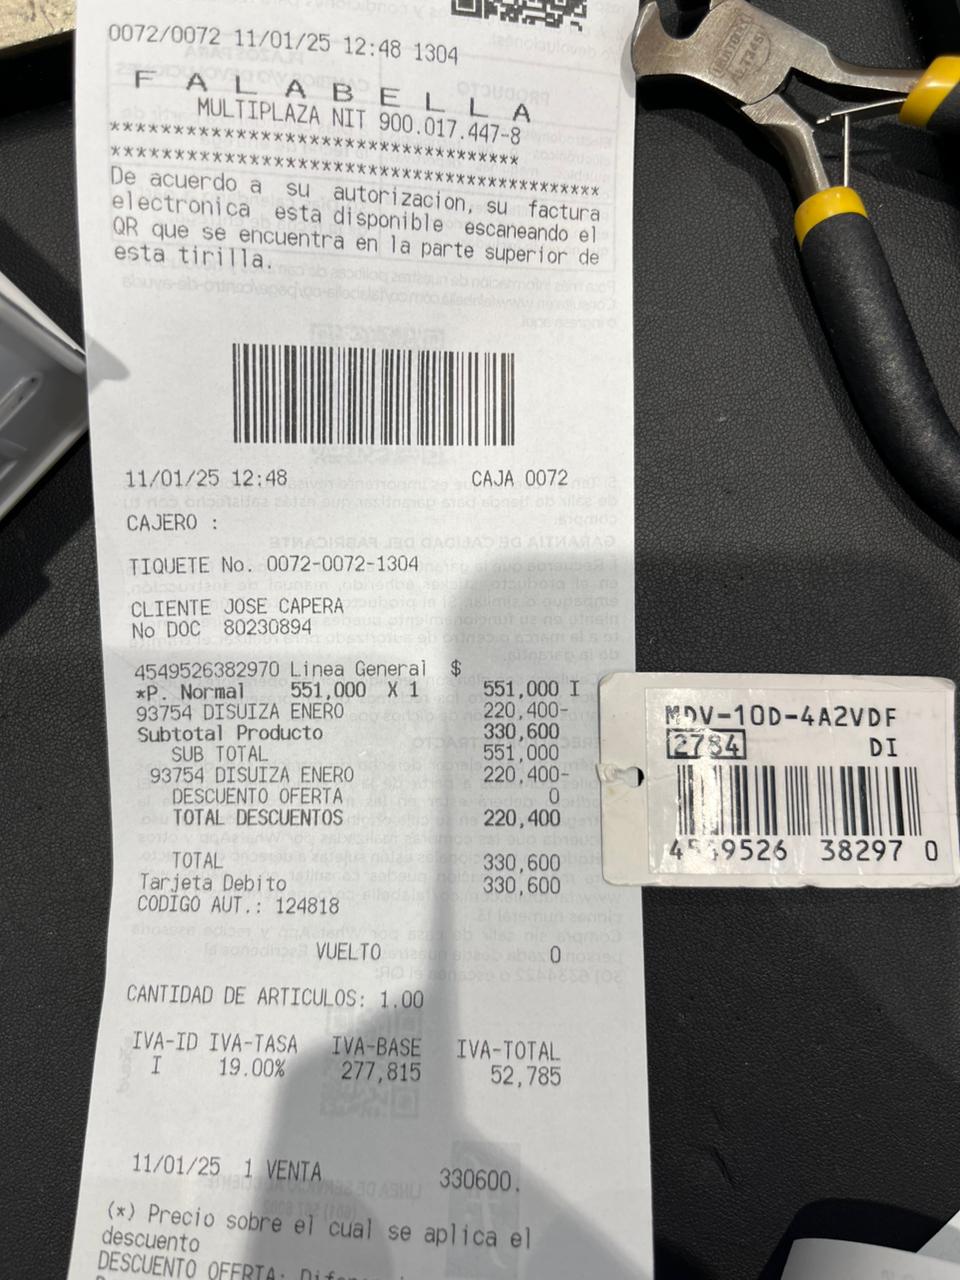 0072/0072 11/01/25 12:48 1304
FALABELLA
MULTIPLAZA NIT 900.017.447-8
**********************************
****************************************
De acuerdo a su autorizacion, su factura
electronica esta disponible escaneando el
QR que se encuentra en la parte superior de
esta tirilla.
11/01/25 12:48 CAJA 0072
CAJERO :
TIQUETE No. 0072-0072-1304
CLIENTE JOSE CAPERA
No DOC 80230894
4549526382970 Linea General $
*P. Normal 551,000 X 1 551,000 I
93754 DISUIZA ENERO 220,400-
Subtotal Producto 330,600
SUB TOTAL 551,000
93754 DISUIZA ENERO 220,400-
DESCUENTO OFERTA 0
TOTAL DESCUENTOS 220,400
TOTAL 330,600
Tarjeta Debito 330,600
CODIGO AUT.: 124818
VUELTO 0
CANTIDAD DE ARTICULOS: 1.00
IVA-ID IVA-TASA IVA-BASE IVA-TOTAL
I 19.00% 277,815 52,785
11/01/25 1 VENTA 330600.
(*) Precio sobre el cual se aplica el
descuento
DESCUENTO OFERTA:
MDV-10D-4A2VDF
2784 DI
4549526 38297 0